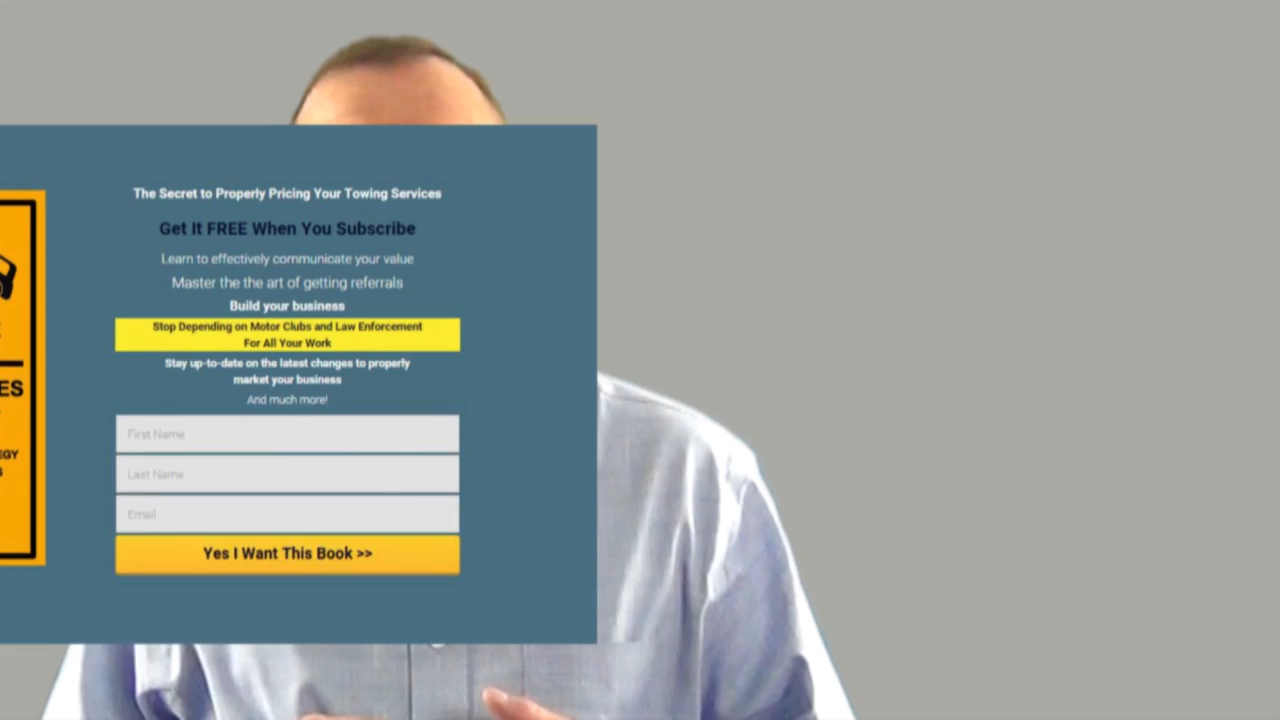 ES
EGY
The Secret to Properly Pricing Your Towing Services
Get It FREE When You Subscribe
Learn to effectively communicate your value
Master the the art of getting referrals
Build your business
Stop Depending on Motor Clubs and Law Enforcement
For All Your Work
Stay up-to-date on the latest changes to properly
market your business
And much more!
First Name
Last Name
Email
Yes I Want This Book >>